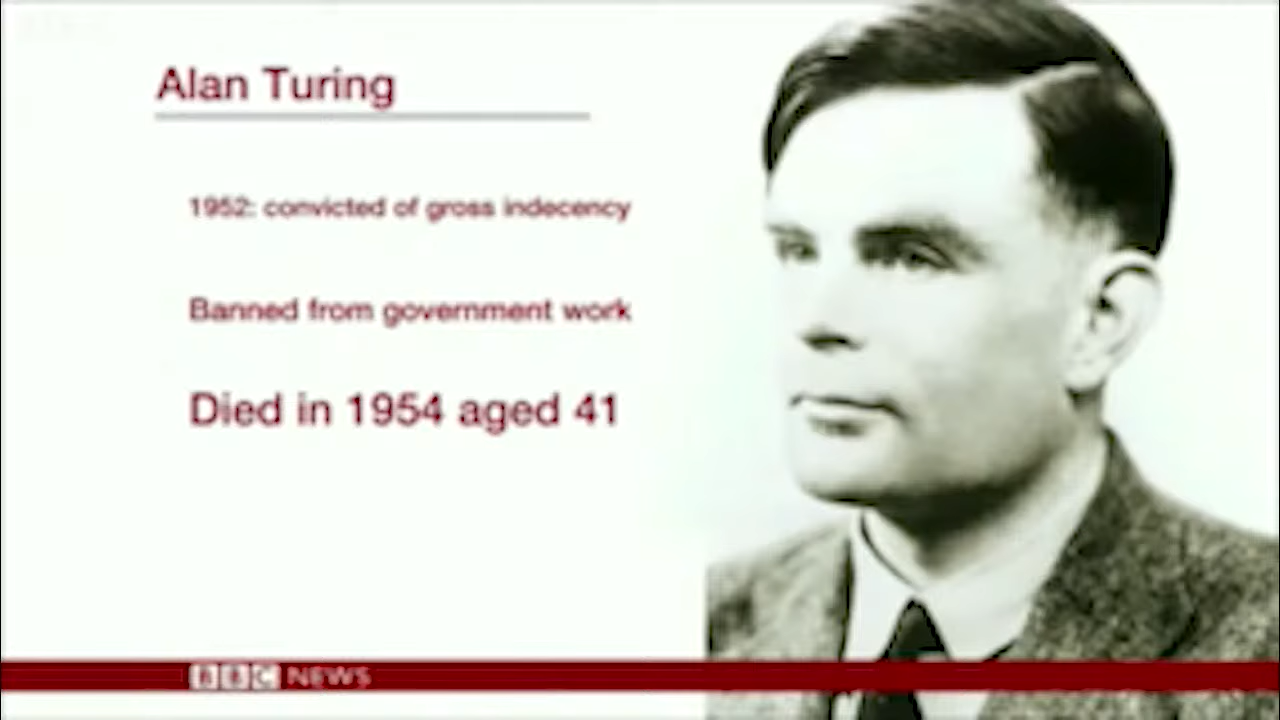 Alan Turing
1952: convicted of gross indecency
Banned from government work
Died in 1954 aged 41
BBC NEWS